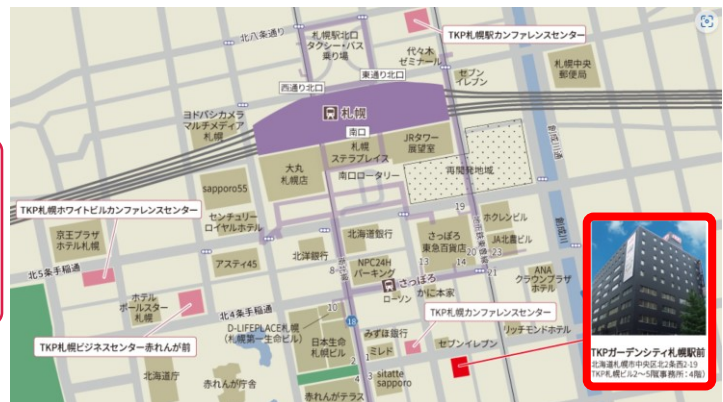 北八条通り
札幌駅北口
タクシー・バス
乗り場
TKP札幌駅カンファレンスセンター
代々木
ゼミナール
セブン
イレブン
札幌中央
郵便局
西通り北口
東通り北口
ヨドバシカメラ
マルチメディア
札幌
札幌
南口
創成川通
大丸
札幌店
札幌
ステラプレイス
JRタワー
展望室
南口ロータリー
再開発地域
sapporo55
TKP札幌ホワイトビルカンファレンスセンター
センチュリー
ロイヤルホテル
19
京王プラザ
ホテル札幌
北海道銀行
さっぽろ
東急百貨店
ホクレンビル
JA北農ビル
創成川
北5条手稲通
アスティ45
北洋銀行
8
NPC24H
パーキング
13
14
20
23
21
さっぽろ
ローソン
かに本家
ANA
クラウンプラザ
ホテル
ホテル
ポールスター
札幌
北4条手稲通
10
D-LIFEPLACE札幌
(札幌第一生命ビル)
TKP札幌カンファレンスセンター
リッチモンドホテル
TKP札幌ビジネスセンター赤れんが前
日本生命
札幌ビル
みずほ銀行
ミレド
セブンイレブン
2
1
北海道庁
赤れんが庁舎
4
3
sitatte
sapporo
赤れんがテラス
TKPガーデンシティ札幌駅前
北海道札幌市中央区北2条西2-19
TKP札幌ビル2〜5階事務所:4階)